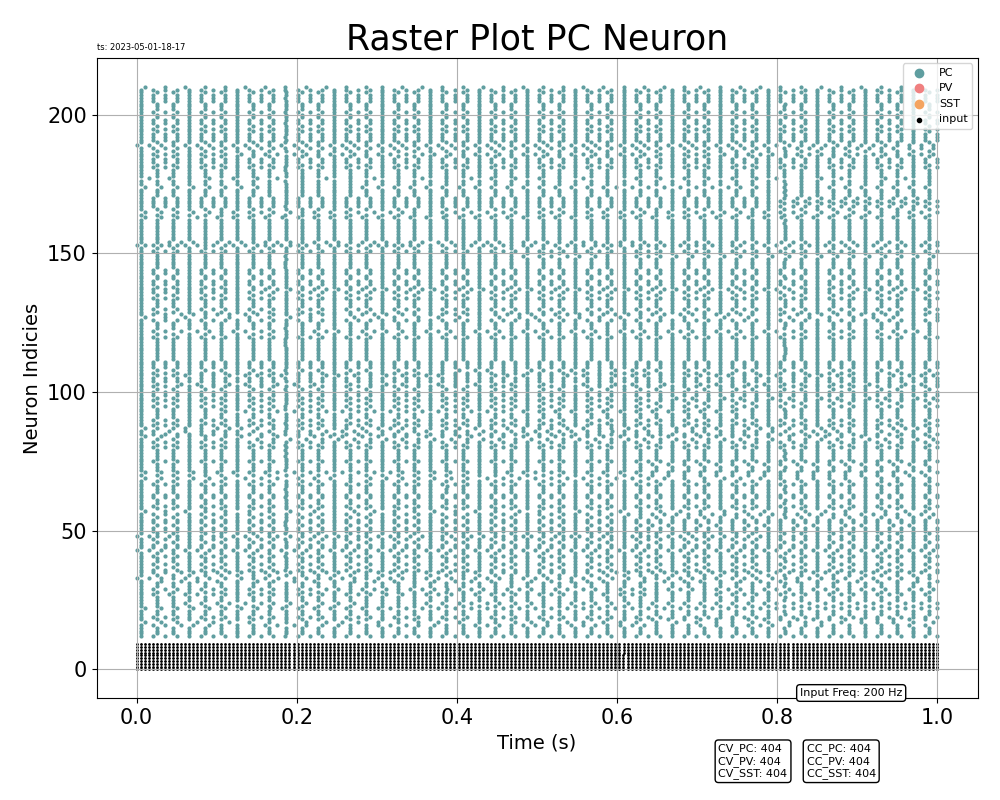 Raster Plot PC Neuron
ts: 2023-05-01-18-17
PC
PV
SST
input
200
150
100
50
0
Neuron Indicies
0.0 0.2 0.4 0.6 0.8 1.0
Input Freq: 200 Hz
Time (s)
CV_PC: 404
CV_PV: 404
CV_SST: 404
CC_PC: 404
CC_PV: 404
CC_SST: 404